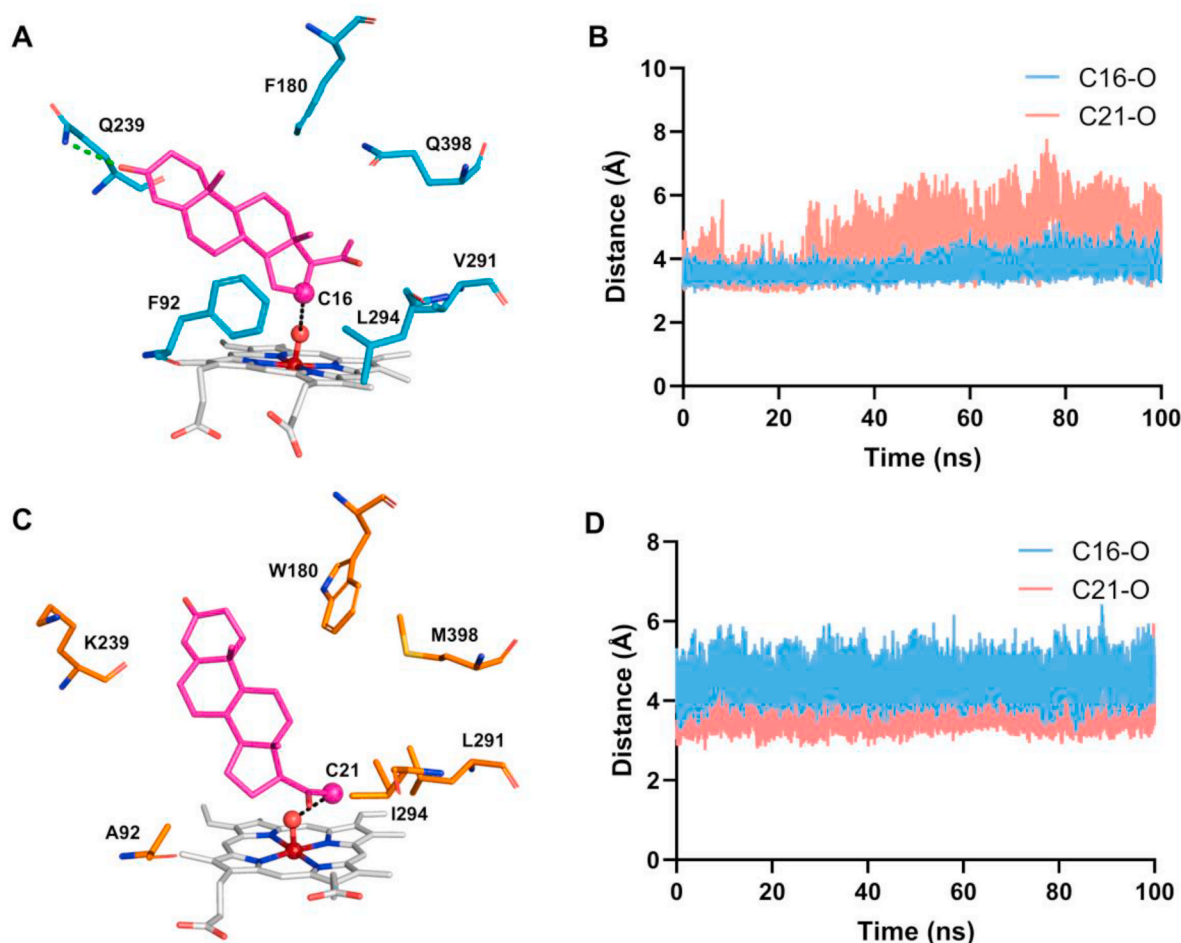 A
F180
Q239
Q398
V291
F92
C16
L294
B
C16-O
C21-O
Distance (Å)
10
8
6
4
2
0
0 20 40 60 80 100
Time (ns)
C
W180
K239
M398
L291
C21
I294
A92
D
C16-O
C21-O
Distance (Å)
8
6
4
2
0
0 20 40 60 80 100
Time (ns)